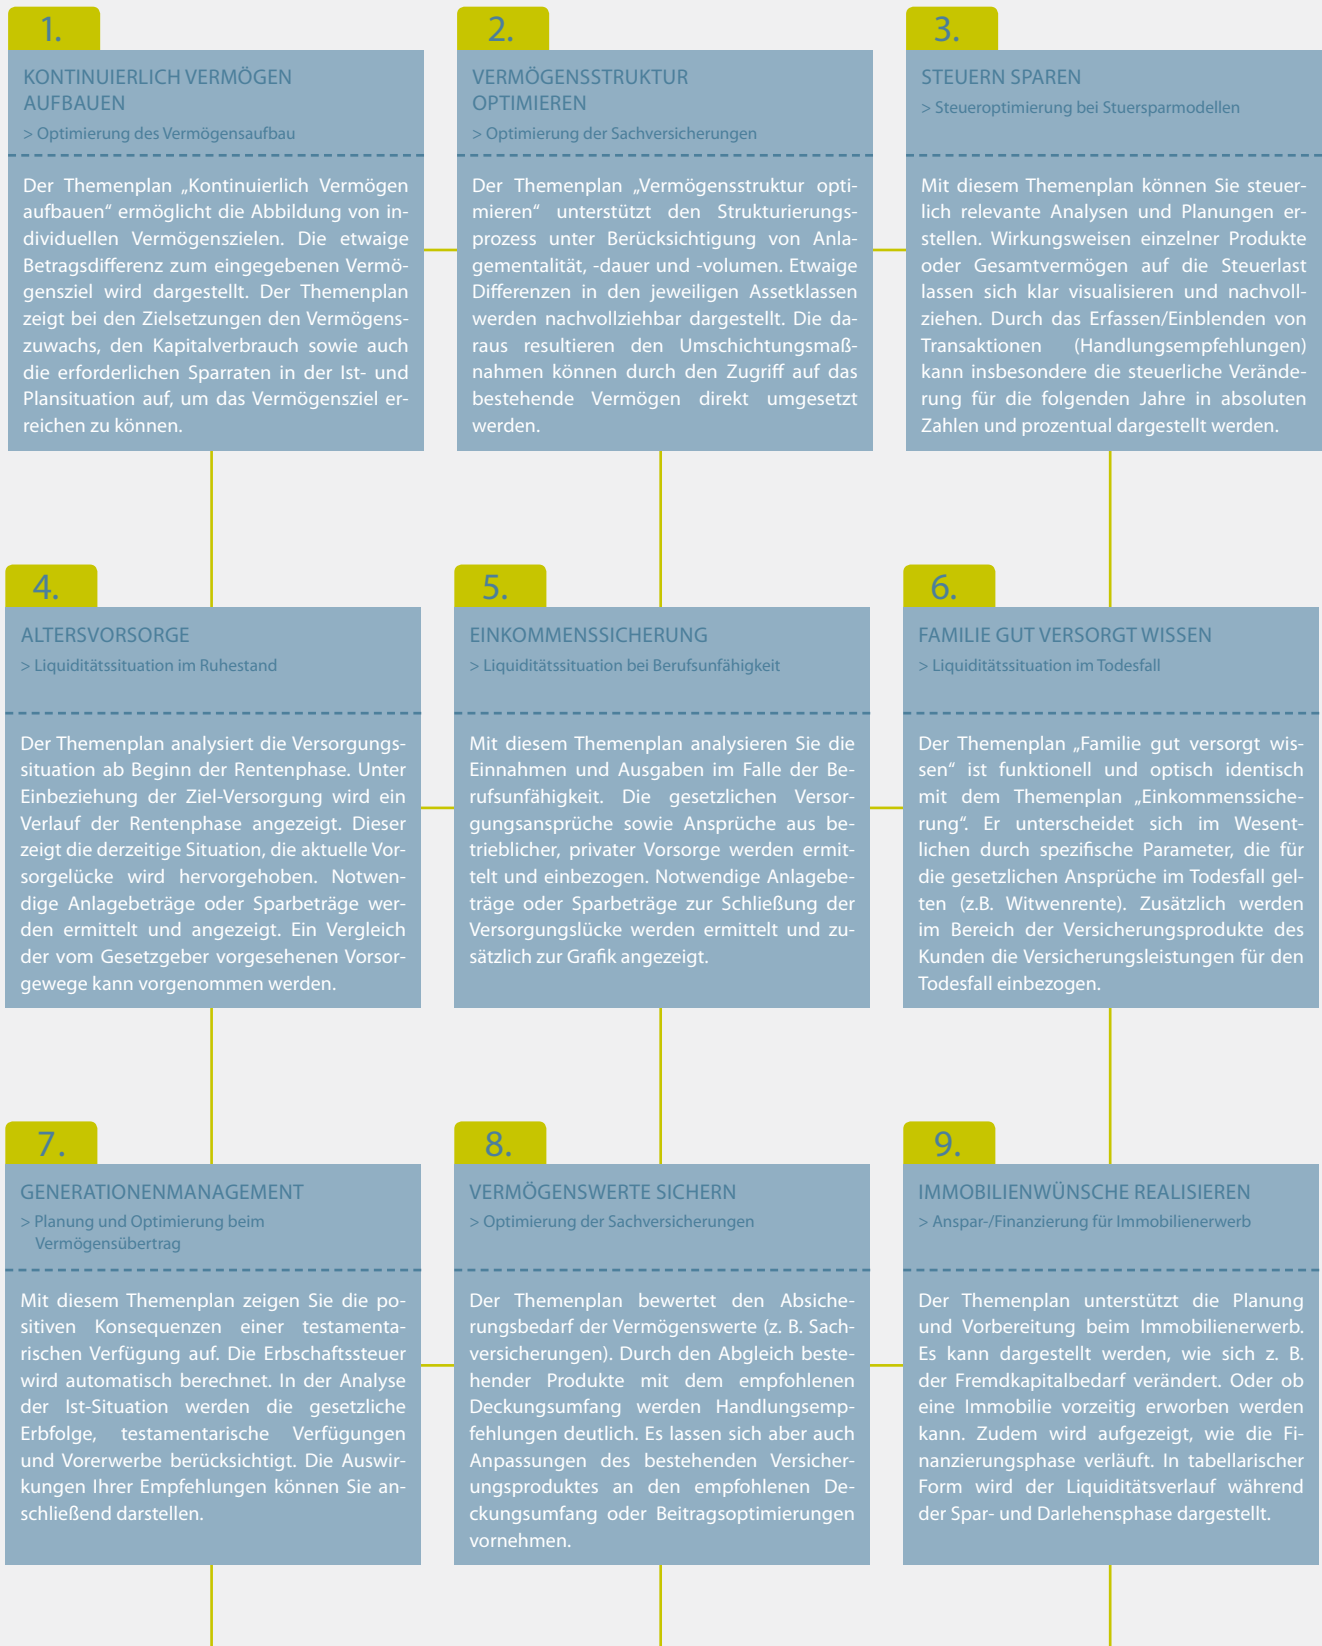 1.
KONTINUIERLICH VERMÖGEN
AUFBAUEN
> Optimierung des Vermögensaufbau
Der Themenplan „Kontinuierlich Vermögen
aufbauen“ ermöglicht die Abbildung von in-
dividuellen Vermögenszielen. Die etwaige
Betragsdifferenz zum eingegebenen Vermö-
gensziel wird dargestellt. Der Themenplan
zeigt bei den Zielsetzungen den Vermögens-
zuwachs, den Kapitalverbrauch sowie auch
die erforderlichen Sparraten in der Ist- und
Plansituation auf, um das Vermögensziel er-
reichen zu können.
2.
VERMÖGENSSTRUKTUR
OPTIMIEREN
> Optimierung der Sachversicherungen
Der Themenplan „Vermögensstruktur opti-
mieren“ unterstützt den Strukturierungs-
prozess unter Berücksichtigung von Anla-
gementalität, -dauer und -volumen. Etwaige
Differenzen in den jeweiligen Assetklassen
werden nachvollziehbar dargestellt. Die da-
raus resultieren den Umschichtungsmaß-
nahmen können durch den Zugriff auf das
bestehende Vermögen direkt umgesetzt
werden.
3.
STEUERN SPAREN
> Steueroptimierung bei Stuersparmodellen
Mit diesem Themenplan können Sie steuer-
lich relevante Analysen und Planungen er-
stellen. Wirkungsweisen einzelner Produkte
oder Gesamtvermögen auf die Steuerlast
lassen sich klar visualisieren und nachvoll-
ziehen. Durch das Erfassen/Einblenden von
Transaktionen (Handlungsempfehlungen)
kann insbesondere die steuerliche Verände-
rung für die folgenden Jahre in absoluten
Zahlen und prozentual dargestellt werden.
4.
ALTERSVORSORGE
> Liquiditätssituation im Ruhestand
Der Themenplan analysiert die Versorgungs-
situation ab Beginn der Rentenphase. Unter
Einbeziehung der Ziel-Versorgung wird ein
Verlauf der Rentenphase angezeigt. Dieser
zeigt die derzeitige Situation, die aktuelle Vor-
sorgelücke wird hervorgehoben. Notwen-
dige Anlagebeträge oder Sparbeträge wer-
den ermittelt und angezeigt. Ein Vergleich
der vom Gesetzgeber vorgesehenen Vorsor-
gewege kann vorgenommen werden.
5.
EINKOMMENSSICHERUNG
> Liquiditätssituation bei Berufsunfähigkeit
Mit diesem Themenplan analysieren Sie die
Einnahmen und Ausgaben im Falle der Be-
rufsunfähigkeit. Die gesetzlichen Versor-
gungsansprüche sowie Ansprüche aus be-
trieblicher, privater Vorsorge werden ermit-
telt und einbezogen. Notwendige Anlagebe-
träge oder Sparbeträge zur Schließung der
Versorgungslücke werden ermittelt und zu-
sätzlich zur Grafik angezeigt.
6.
FAMILIE GUT VERSORGT WISSEN
> Liquiditätssituation im Todesfall
Der Themenplan „Familie gut versorgt wis-
sen“ ist funktionell und optisch identisch
mit dem Themenplan „Einkommenssiche-
rung“. Er unterscheidet sich im Wesent-
lichen durch spezifische Parameter, die für
die gesetzlichen Ansprüche im Todesfall gel-
ten (z.B. Witwenrente). Zusätzlich werden
im Bereich der Versicherungsprodukte des
Kunden die Versicherungsleistungen für den
Todesfall einbezogen.
7.
GENERATIONENMANAGEMENT
> Planung und Optimierung beim
Vermögensübertrag
Mit diesem Themenplan zeigen Sie die po-
sitiven Konsequenzen einer testamenta-
rischen Verfügung auf. Die Erbschaftssteuer
wird automatisch berechnet. In der Analyse
der Ist-Situation werden die gesetzliche
Erbfolge, testamentarische Verfügungen
und Vorerwerbe berücksichtigt. Die Auswir-
kungen Ihrer Empfehlungen können Sie an-
schließend darstellen.
8.
VERMÖGENSWERTE SICHERN
> Optimierung der Sachversicherungen
Der Themenplan bewertet den Absiche-
rungsbedarf der Vermögenswerte (z. B. Sach-
versicherungen). Durch den Abgleich beste-
hender Produkte mit dem empfohlenen
Deckungsumfang werden Handlungsemp-
fehlungen deutlich. Es lassen sich aber auch
Anpassungen des bestehenden Versicher-
ungsproduktes an den empfohlenen De-
ckungsumfang oder Beitragsoptimierungen
vornehmen.
9.
IMMOBILIENWÜNSCHE REALISIEREN
> Anspar-/Finanzierung für Immobilienerwerb
Der Themenplan unterstützt die Planung
und Vorbereitung beim Immobilienerwerb.
Es kann dargestellt werden, wie sich z. B.
der Fremdkapitalbedarf verändert. Oder ob
eine Immobilie vorzeitig erworben werden
kann. Zudem wird aufgezeigt, wie die Fi-
nanzierungsphase verläuft. In tabellarischer
Form wird der Liquiditätsverlauf während
der Spar- und Darlehensphase dargestellt.